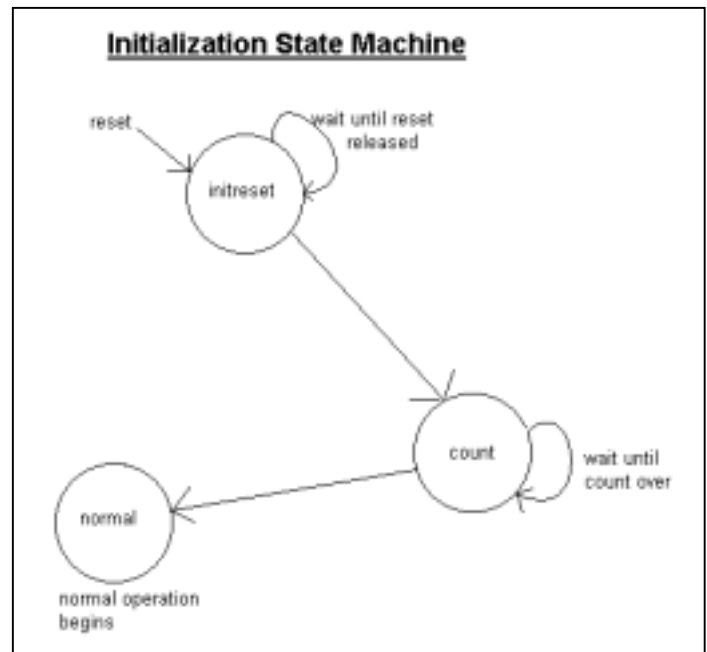 Initialization State Machine
reset
wait until reset
released
initreset
count
wait until
count over
normal
normal operation
begins